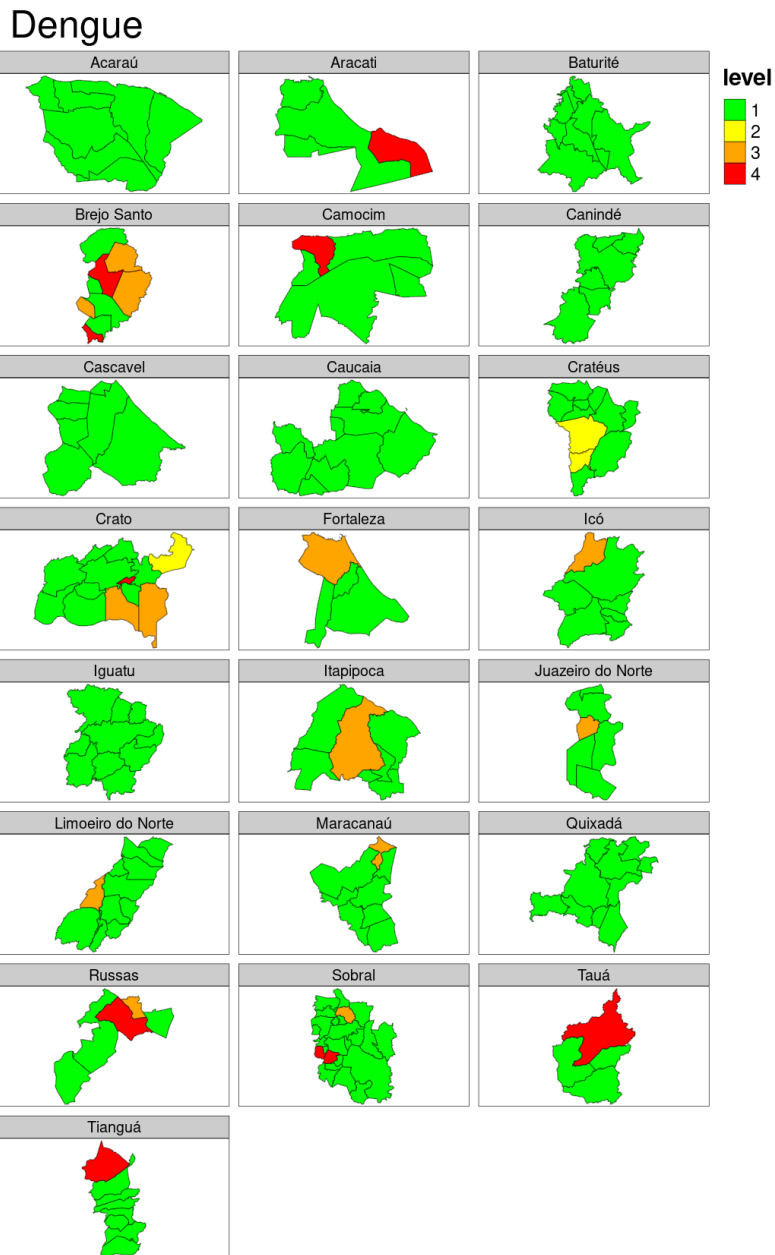 Dengue
Acaraú
Aracati
Baturité
level
1
2
3
4
Brejo Santo
Camocim
Canindé
Cascavel
Caucaia
Cratéus
Crato
Fortaleza
Icó
Iguatu
Itapipoca
Juazeiro do Norte
Limoeiro do Norte
Maracanaú
Quixadá
Russas
Sobral
Tauá
Tianguá